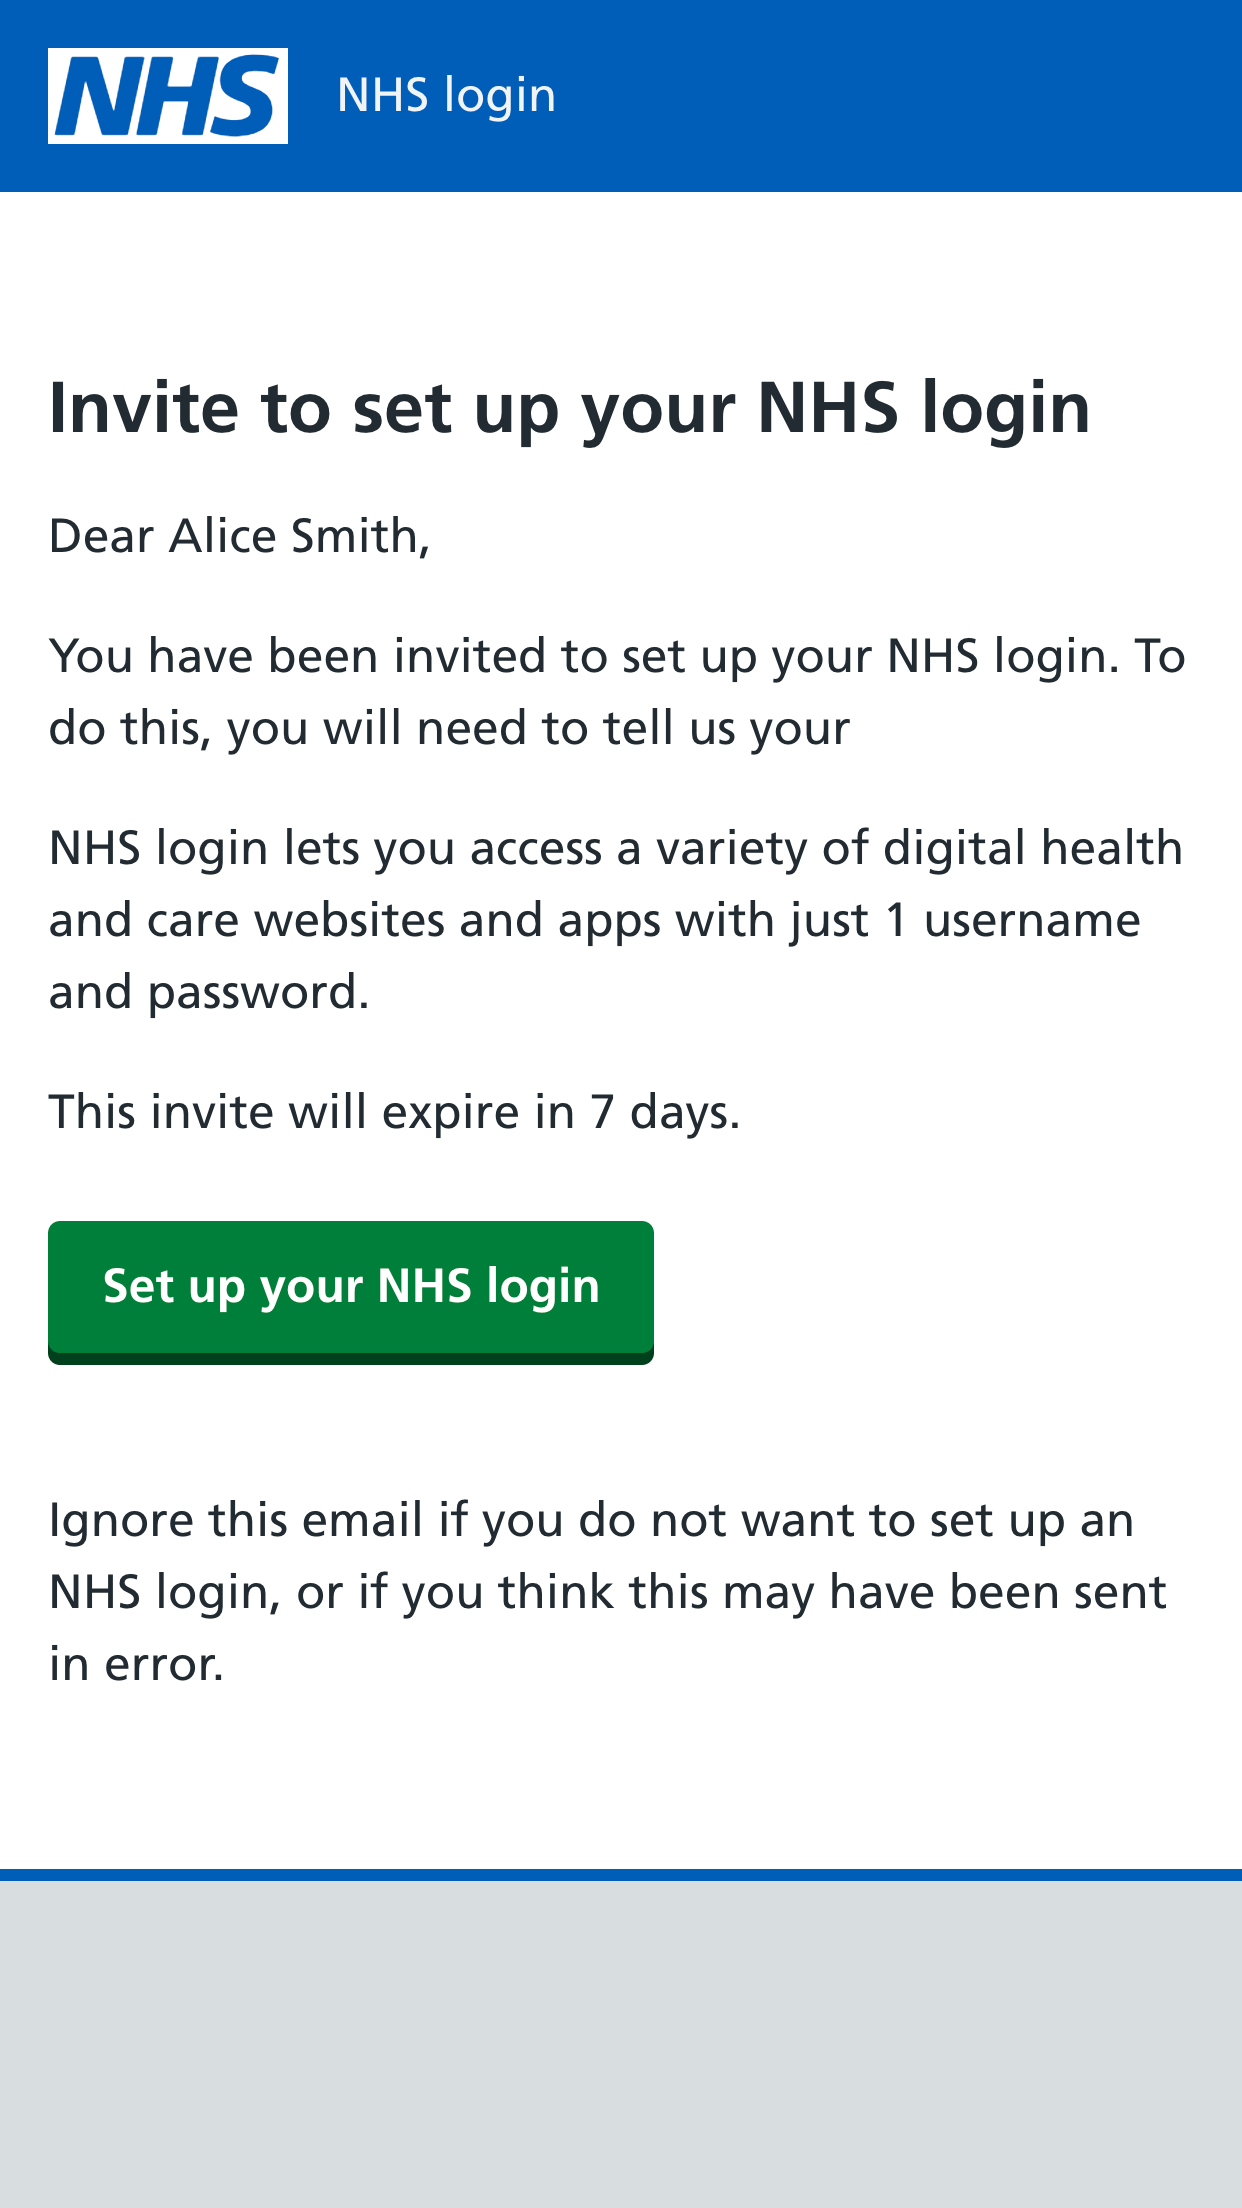 NHS NHS login
Invite to set up your NHS login
Dear Alice Smith,
You have been invited to set up your NHS login. To
do this, you will need to tell us your
NHS login lets you access a variety of digital health
and care websites and apps with just 1 username
and password.
This invite will expire in 7 days.
Set up your NHS login
Ignore this email if you do not want to set up an
NHS login, or if you think this may have been sent
in error.